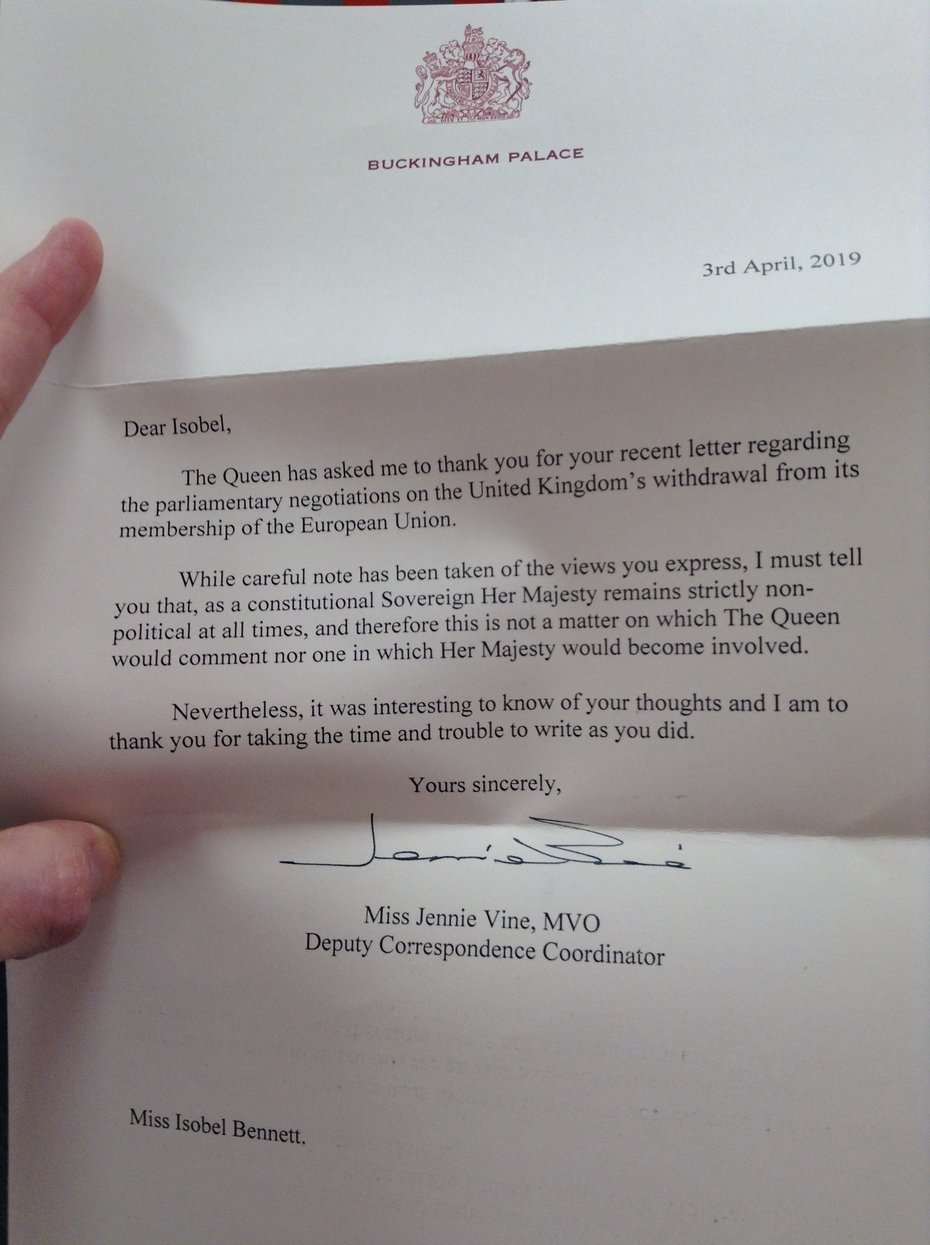 BUCKINGHAM PALACE
3rd April, 2019
Dear Isobel,
The Queen has asked me to thank you for your recent letter regarding
the parliamentary negotiations on the United Kingdom's withdrawal from its
membership of the European Union.
While careful note has been taken of the views you express, I must tell
you that, as a constitutional Sovereign Her Majesty remains strictly non-
political at all times, and therefore this is not a matter on which The Queen
would comment nor one in which Her Majesty would become involved.
Nevertheless, it was interesting to know of your thoughts and I am to
thank you for taking the time and trouble to write as you did.
Yours sincerely,
Jennie Vine
Miss Jennie Vine, MVO
Deputy Correspondence Coordinator
Miss Isobel Bennett.